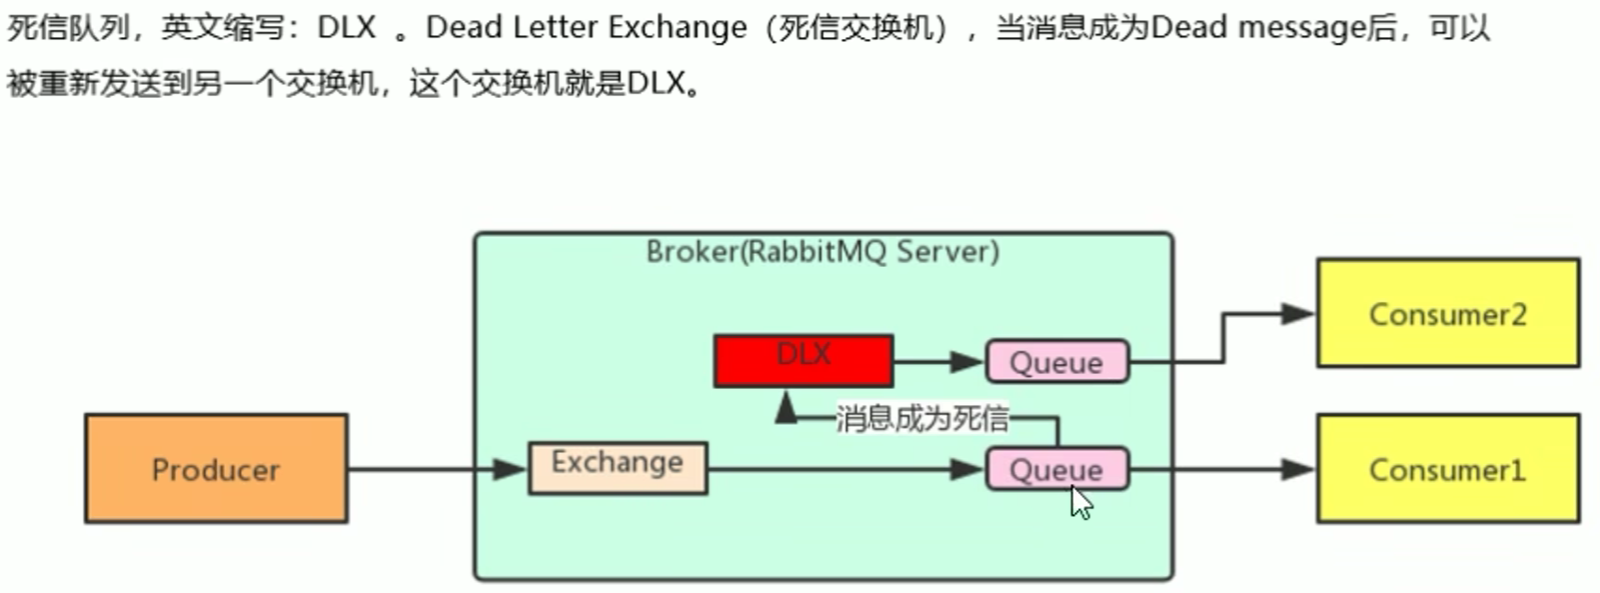 死信队列，英文缩写：DLX 。Dead Letter Exchange（死信交换机），当消息成为Dead message后，可以
被重新发送到另一个交换机，这个交换机就是DLX。
Broker(RabbitMQ Server)
Consumer2
DLX
Queue
消息成为死信
Producer
Exchange
Queue
Consumer1